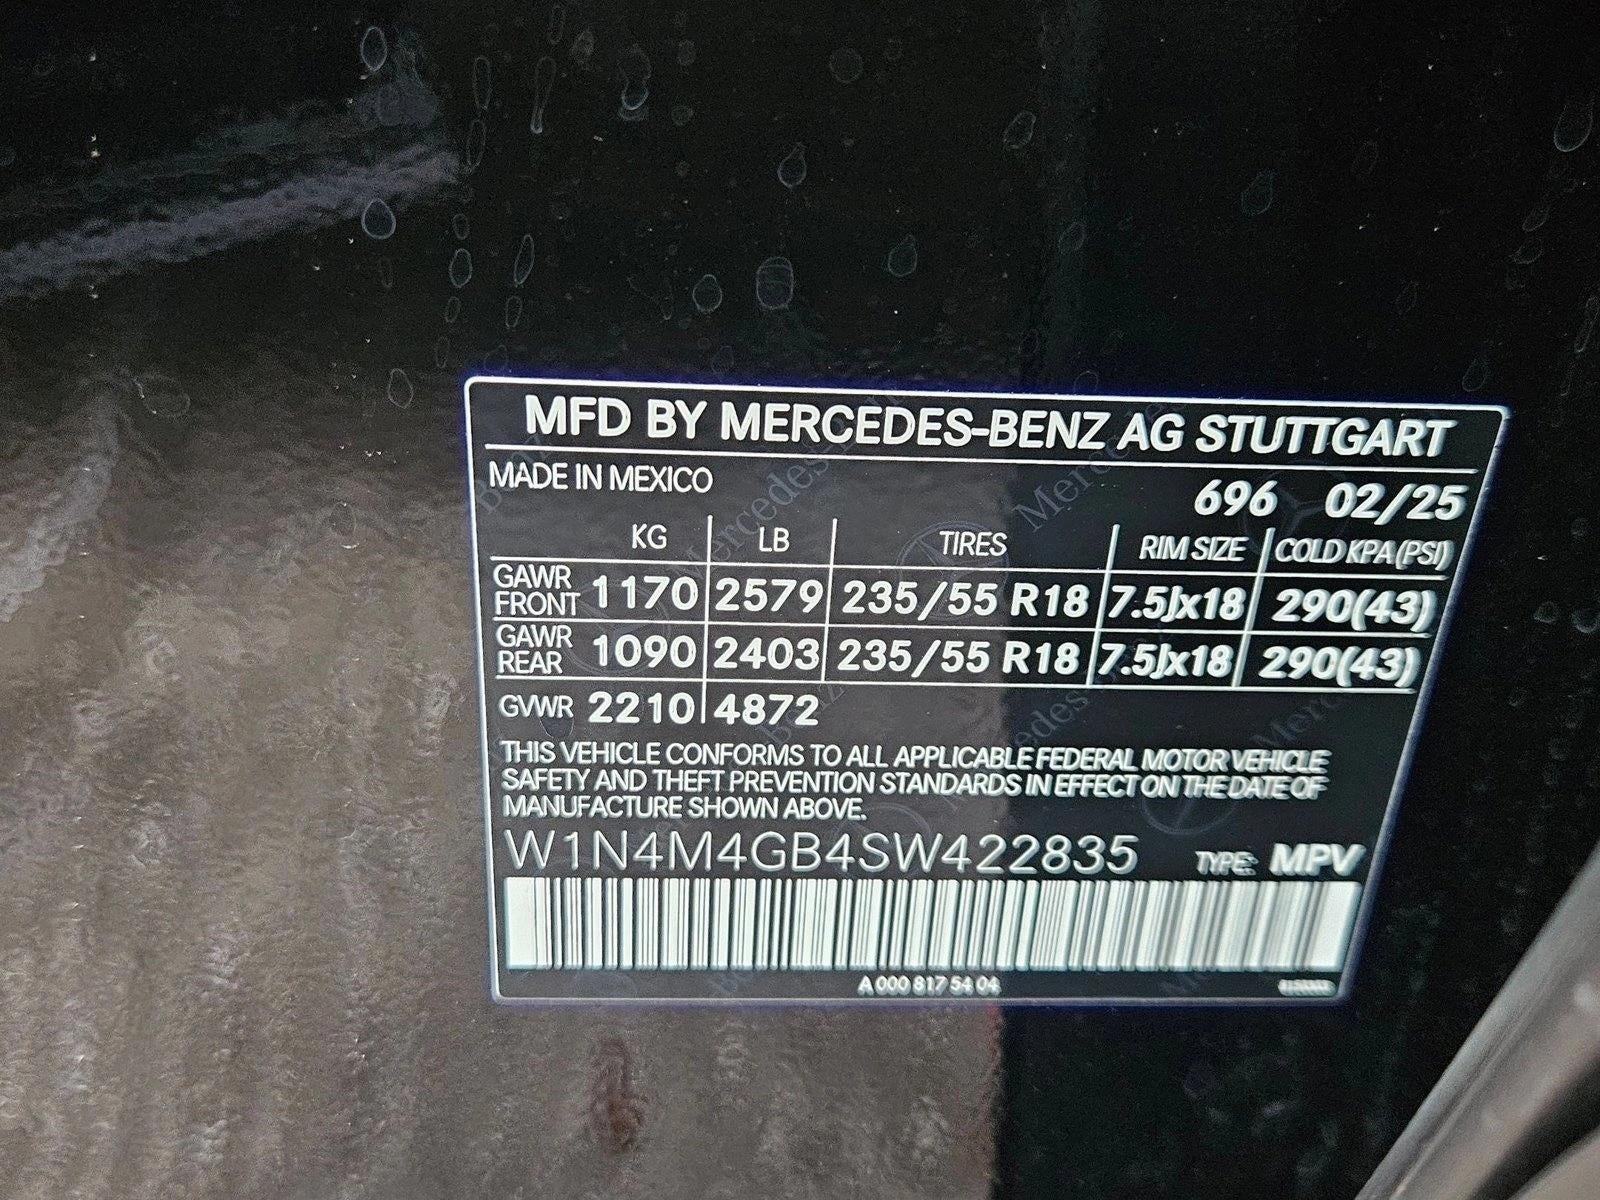 MFD BY MERCEDES-BENZ AG STUTTGART
MADE IN MEXICO
696 02/25
KG LB TIRES RIM SIZE COLD KPA(PSI)
GAWR FRONT 1170 2579 235/55 R18 7.5Jx18 290(43)
GAWR REAR 1090 2403 235/55 R18 7.5Jx18 290(43)
GVWR 2210 4872
THIS VEHICLE CONFORMS TO ALL APPLICABLE FEDERAL MOTOR VEHICLE
SAFETY AND THEFT PREVENTION STANDARDS IN EFFECT ON THE DATE OF
MANUFACTURE SHOWN ABOVE.
W1N4M4GB4SW422835 TYPE: MPV
A 000 817 54 04